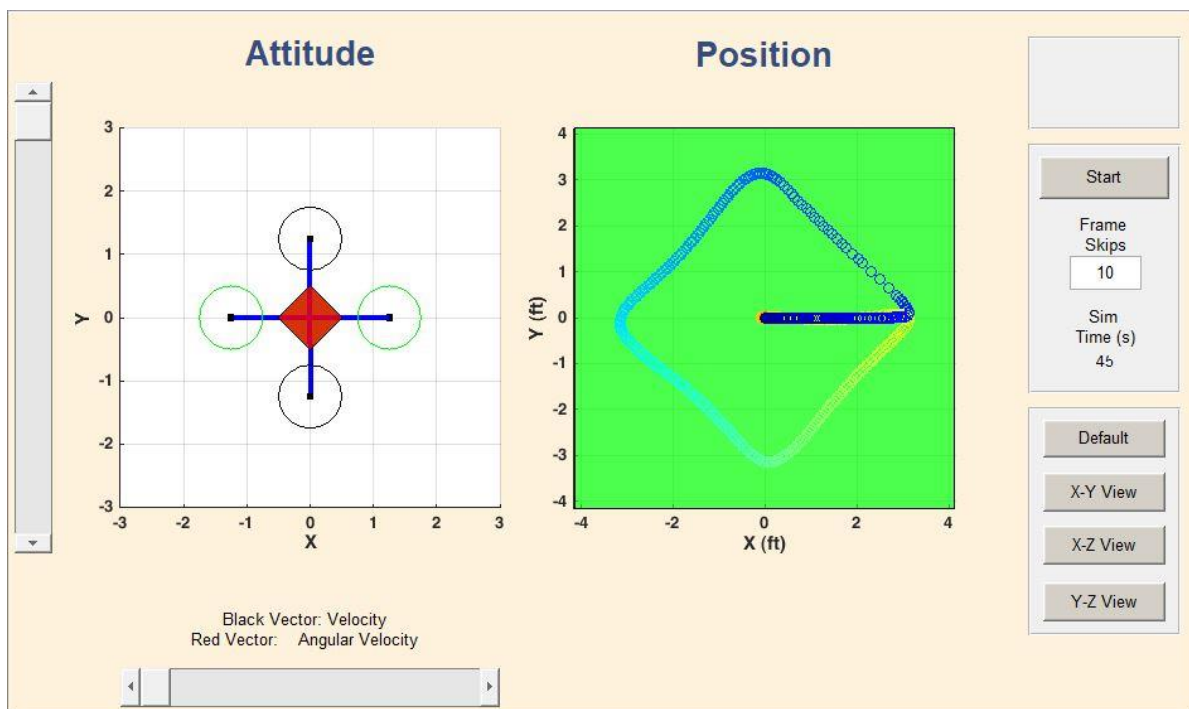 Attitude
Position
3
2
1
0
-1
-2
-3
Y
-3
-2
-1
0
1
2
3
X
Black Vector: Velocity
Red Vector: Angular Velocity
4
3
2
1
0
-1
-2
-3
-4
Y (ft)
-4
-2
0
2
4
X (ft)
Start
Frame
Skips
10
Sim
Time (s)
45
Default
X-Y View
X-Z View
Y-Z View